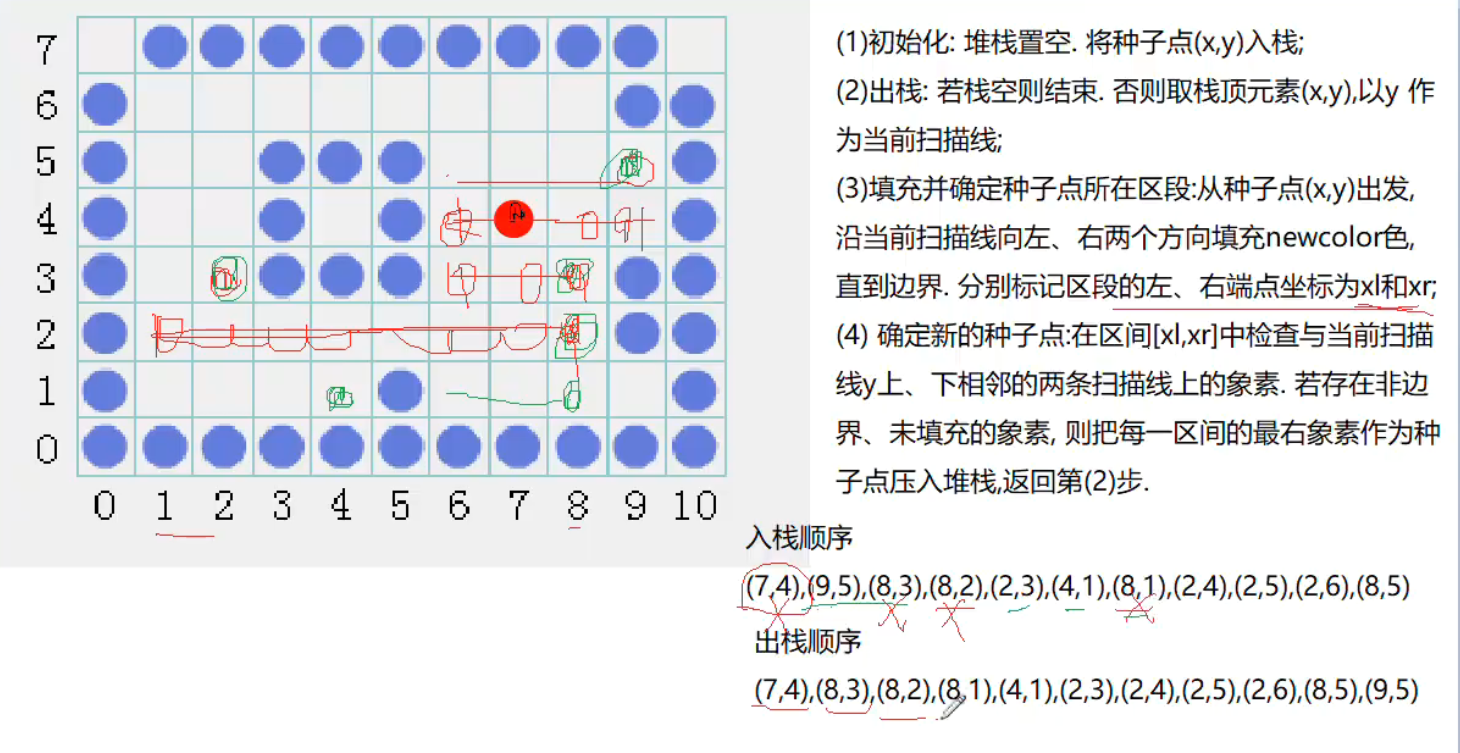 7
6
5
4
3
2
1
0
0 1 2 3 4 5 6 7 8 9 10
(1)初始化: 堆栈置空. 将种子点(x,y)入栈;
(2)出栈: 若栈空则结束. 否则取栈顶元素(x,y),以y 作
为当前扫描线;
(3)填充并确定种子点所在区段:从种子点(x,y)出发,
沿当前扫描线向左、右两个方向填充newcolor色,
直到边界. 分别标记区段的左、右端点坐标为xl和xr;
(4) 确定新的种子点:在区间[xl,xr]中检查与当前扫描
线y上、下相邻的两条扫描线上的象素. 若存在非边
界、未填充的象素, 则把每一区间的最右象素作为种
子点压入堆栈,返回第(2)步.
入栈顺序
(7,4),(9,5),(8,3),(8,2),(2,3),(4,1),(8,1),(2,4),(2,5),(2,6),(8,5)
出栈顺序
(7,4),(8,3),(8,2),(8,1),(4,1),(2,3),(2,4),(2,5),(2,6),(8,5),(9,5)